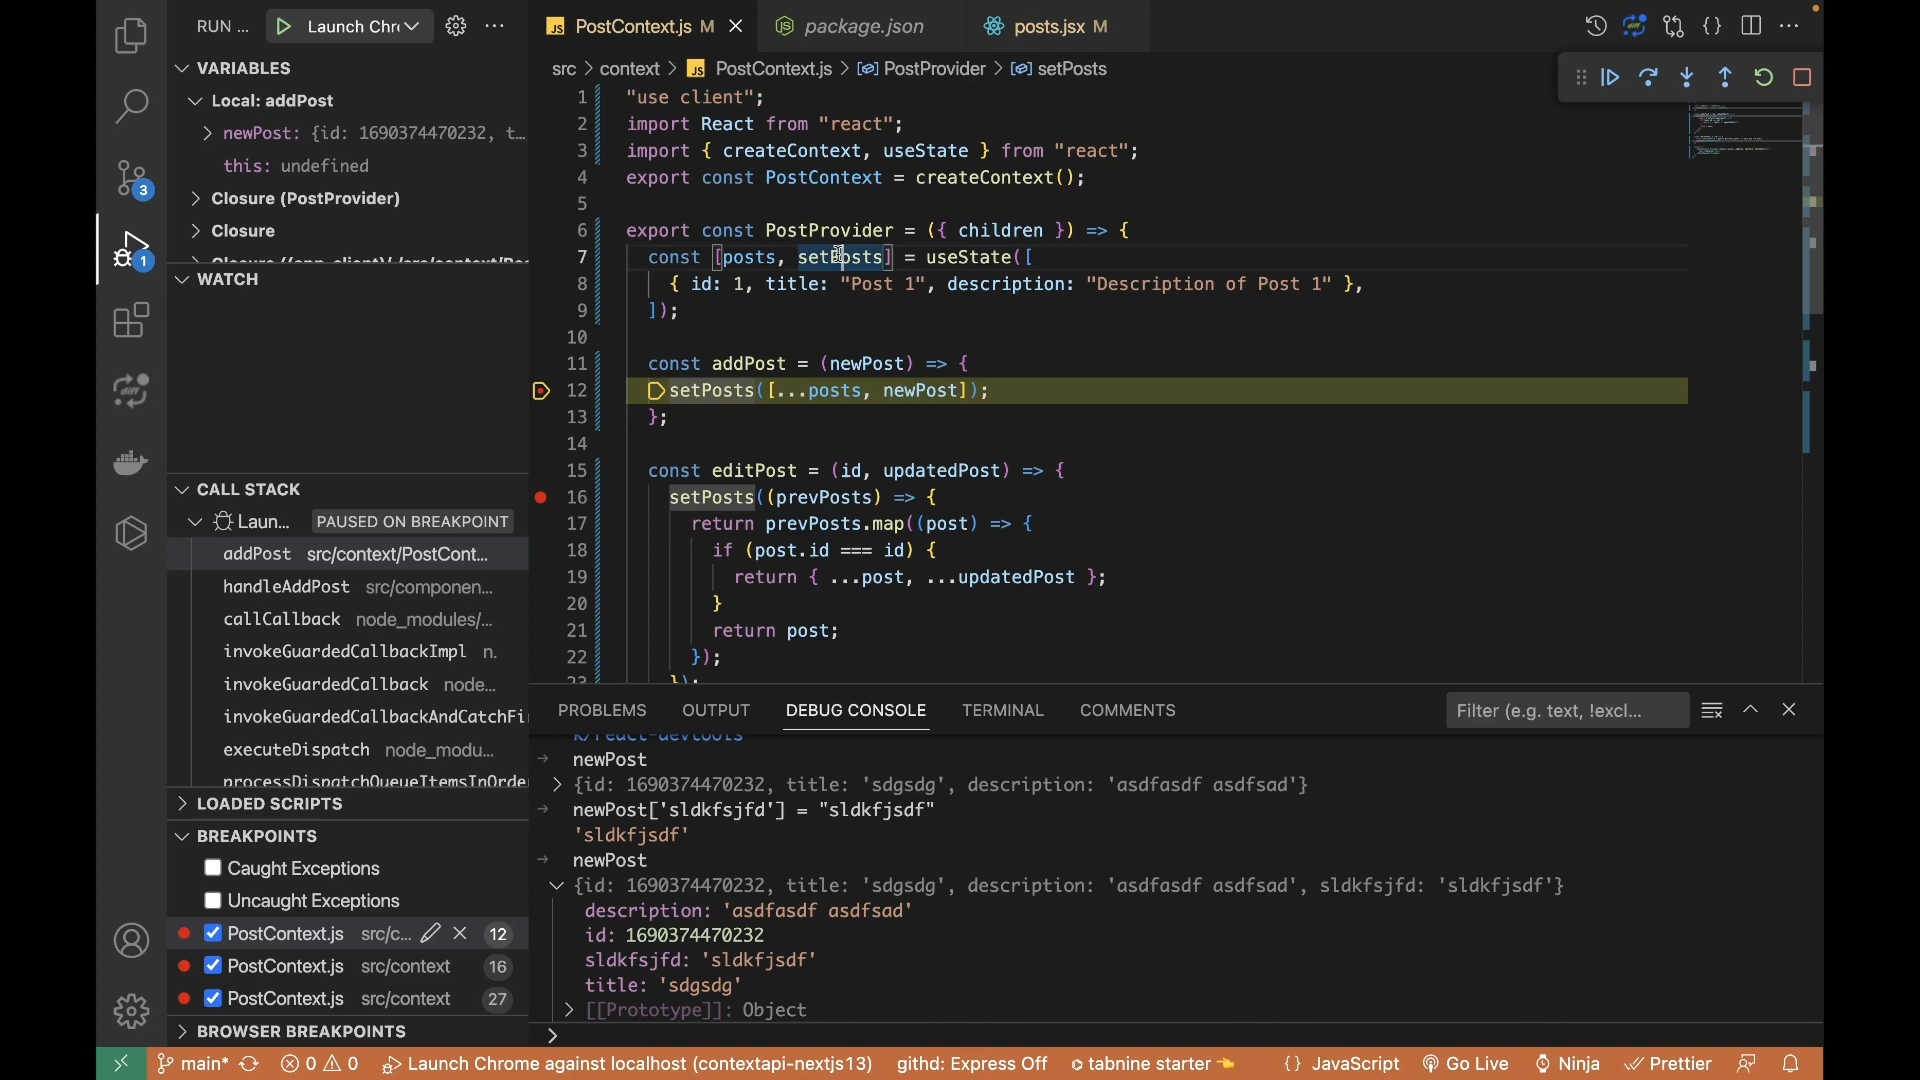 RUN ...
Launch Chr
PostContext.js M
package.json
posts.jsx M
VARIABLES
Local: addPost
newPost: {id: 1690374470232, t...
this: undefined
Closure (PostProvider)
Closure
WATCH
CALL STACK
Laun... PAUSED ON BREAKPOINT
addPost src/context/PostCont...
handleAddPost src/componen...
callCallback node_modules/...
invokeGuardedCallbackImpl n.
invokeGuardedCallback node...
invokeGuardedCallbackAndCatchFi
executeDispatch node_modu...
processDispatchQueueItemsInOrde
LOADED SCRIPTS
BREAKPOINTS
Caught Exceptions
Uncaught Exceptions
PostContext.js src/c... 12
PostContext.js src/context 16
PostContext.js src/context 27
BROWSER BREAKPOINTS
3
1
src > context > JS PostContext.js > PostProvider > setPosts
1 "use client";
2 import React from "react";
3 import { createContext, useState } from "react";
4 export const PostContext = createContext();
5
6 export const PostProvider = ({ children }) => {
7 const [posts, setPosts] = useState([
8 { id: 1, title: "Post 1", description: "Description of Post 1" },
9 ]);
10
11 const addPost = (newPost) => {
12 setPosts([...posts, newPost]);
13 };
14
15 const editPost = (id, updatedPost) => {
16 setPosts((prevPosts) => {
17 return prevPosts.map((post) => {
18 if (post.id === id) {
19 return { ...post, ...updatedPost };
20 }
21 return post;
22 });
23 });
PROBLEMS OUTPUT DEBUG CONSOLE TERMINAL COMMENTS
Filter (e.g. text, !excl...
k/react-devtools
newPost
{id: 1690374470232, title: 'sdgsdg', description: 'asdfasdf asdfsad'}
newPost['sldkfsjfd'] = "sldkfjsdf"
'sldkfjsdf'
newPost
{id: 1690374470232, title: 'sdgsdg', description: 'asdfasdf asdfsad', sldkfsjfd: 'sldkfjsdf'}
description: 'asdfasdf asdfsad'
id: 1690374470232
sldkfsjfd: 'sldkfjsdf'
title: 'sdgsdg'
[[Prototype]]: Object
main* 0 0 Launch Chrome against localhost (contextapi-nextjs13) githd: Express Off tabnine starter {} JavaScript Go Live Ninja Prettier